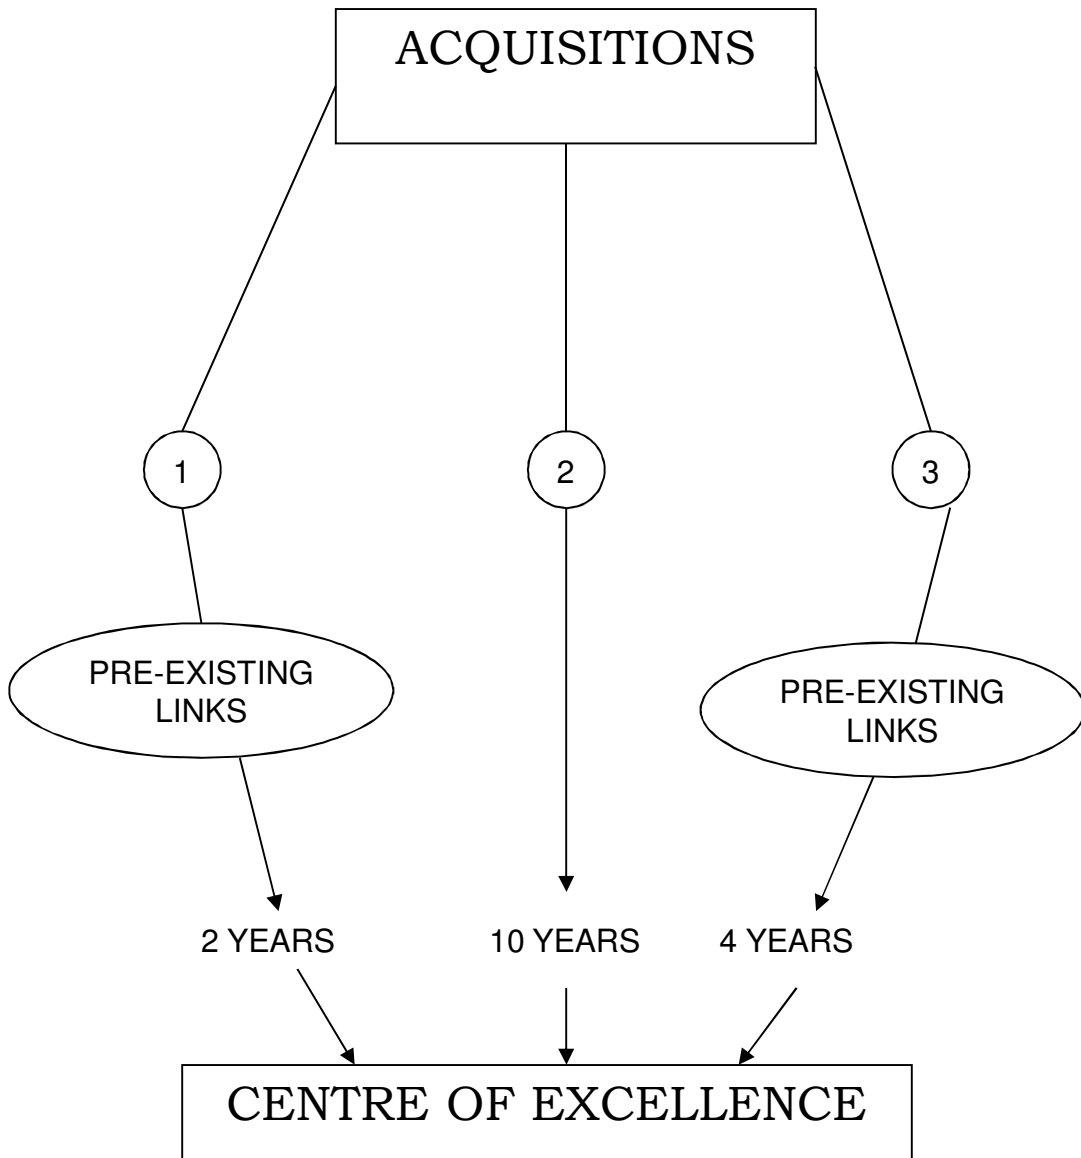 ACQUISITIONS
1
2
3
PRE-EXISTING
LINKS
PRE-EXISTING
LINKS
2 YEARS
10 YEARS
4 YEARS
CENTRE OF EXCELLENCE